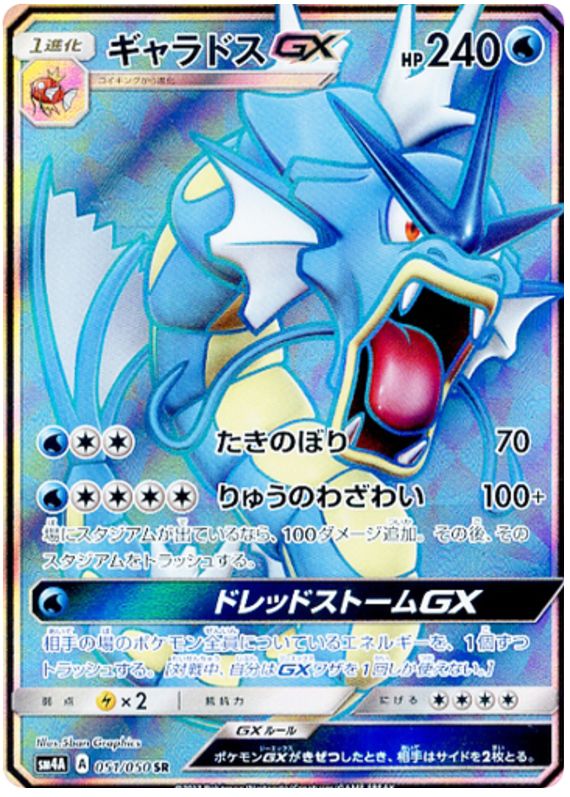 1進化 ギャラドスGX HP240
コイキングから進化
たきのぼり 70
りゅうのわざわい 100+
場にスタジアムが出ているなら、100ダメージ追加。その後、その
スタジアムをトラッシュする。
ドレッドストームGX
相手の場のポケモン全員についているエネルギーを、1個ずつ
トラッシュする。[対戦中、自分はGXワザを1回しか使えない。]
弱点 ×2 抵抗力 にげる
GXルール
ポケモンGXがきぜつしたとき、相手はサイドを2枚とる。
Illus. 5ban Graphics
SM4A A 051/050 SR